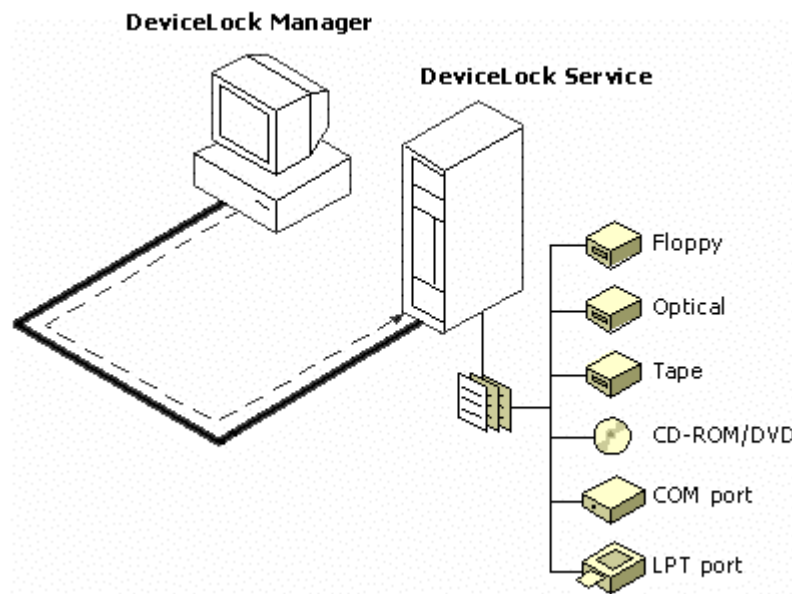 DeviceLock Manager
DeviceLock Service
Floppy
Optical
Tape
CD-ROM/DVD
COM port
LPT port